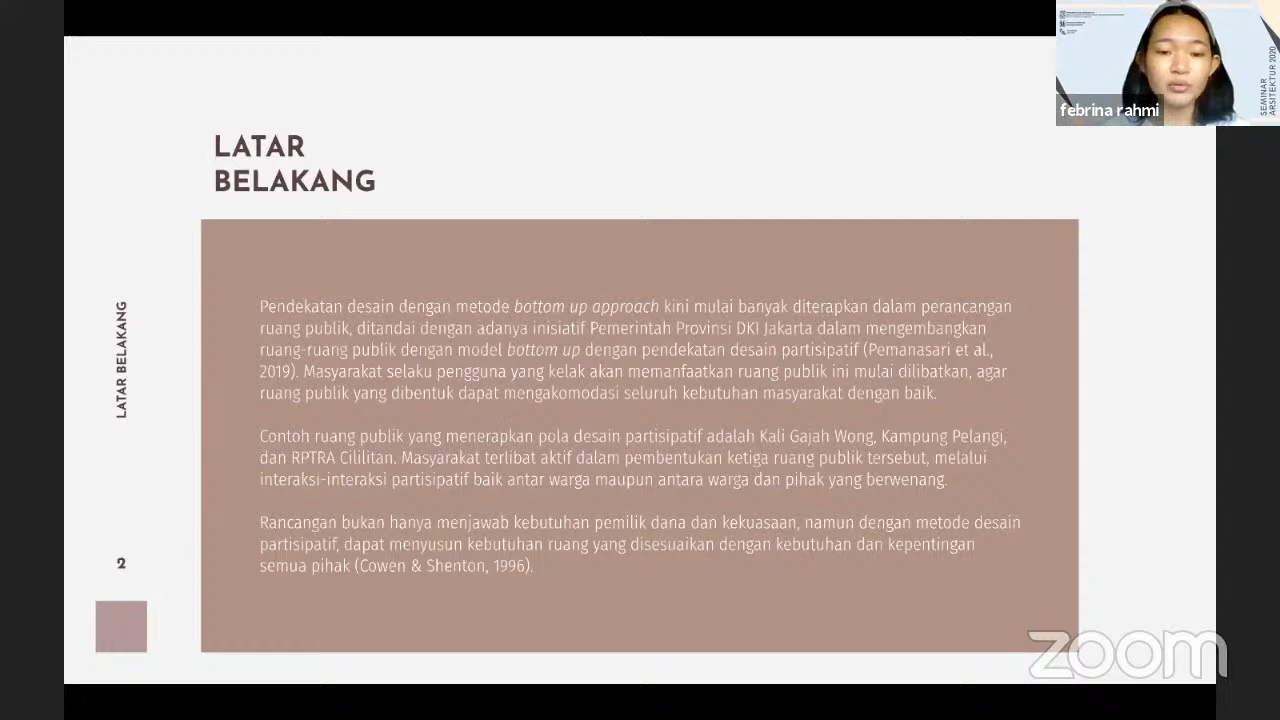 LATAR
BELAKANG
febrina rahmi
SEMINAR
ARSITEKTUR 2020
LATAR BELAKANG
Pendekatan desain dengan metode bottom up approach kini mulai banyak diterapkan dalam perancangan
ruang publik, ditandai dengan adanya inisiatif Pemerintah Provinsi DKI Jakarta dalam mengembangkan
ruang-ruang publik dengan model bottom up dengan pendekatan desain partisipatif (Pemanasari et al.,
2019). Masyarakat selaku pengguna yang kelak akan memanfaatkan ruang publik ini mulai dilibatkan, agar
ruang publik yang dibentuk dapat mengakomodasi seluruh kebutuhan masyarakat dengan baik.
Contoh ruang publik yang menerapkan pola desain partisipatif adalah Kali Gajah Wong, Kampung Pelangi,
dan RPTRA Cililitan. Masyarakat terlibat aktif dalam pembentukan ketiga ruang publik tersebut, melalui
interaksi-interaksi partisipatif baik antar warga maupun antara warga dan pihak yang berwenang.
Rancangan bukan hanya menjawab kebutuhan pemilik dana dan kekuasaan, namun dengan metode desain
partisipatif, dapat menyusun kebutuhan ruang yang disesuaikan dengan kebutuhan dan kepentingan
semua pihak (Cowen & Shenton, 1996).
2
zoom